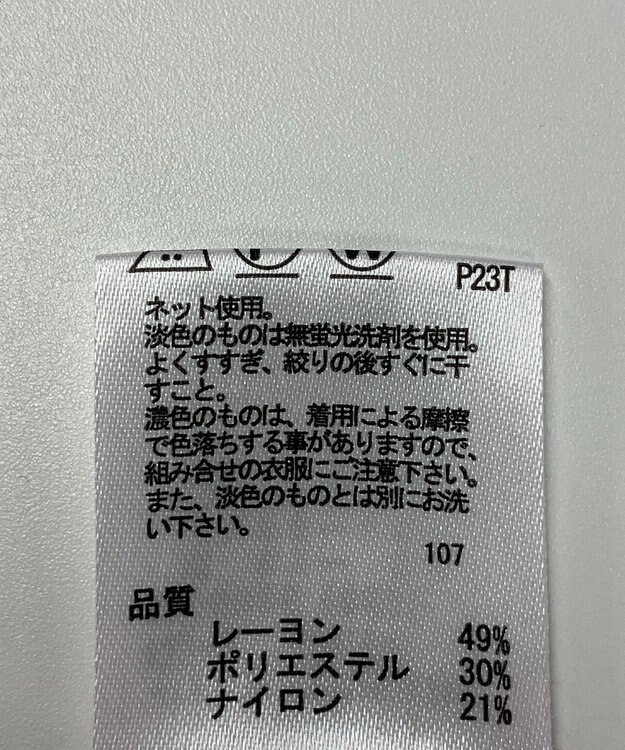 P23T
ネット使用。
淡色のものは無蛍光洗剤を使用。
よくすすぎ、絞りの後すぐに干
すこと。
濃色のものは、着用による摩擦
で色落ちする事がありますので、
組み合せの衣服にご注意下さい。
また、淡色のものとは別にお洗
い下さい。
107
品質
レーヨン 49%
ポリエステル 30%
ナイロン 21%